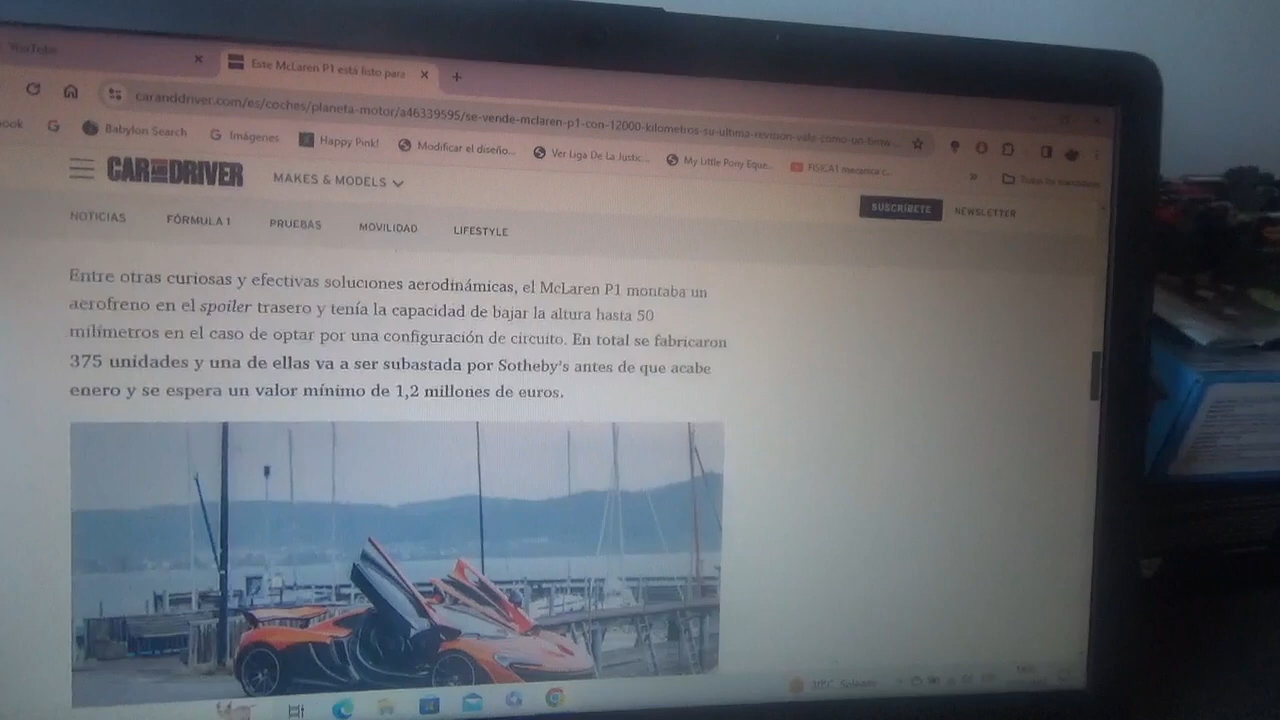 YouTube
Este McLaren P1 está listo para
caranddriver.com/es/coches/planeta-motor/a46339595/se-vende-mclaren-p1-con-12000-kilometros-su-ultima-revision-vale-como-un-bmw...
ook Babylon Search Imágenes Happy Pink! Modificar el diseño... Ver Liga De La Justic... My Little Pony Eque... FISICA1 mecanica c... » Todos los marcadores
CAR AND DRIVER MAKES & MODELS SUSCRÍBETE NEWSLETTER
NOTICIAS FÓRMULA 1 PRUEBAS MOVILIDAD LIFESTYLE
Entre otras curiosas y efectivas soluciones aerodinámicas, el McLaren P1 montaba un
aerofreno en el spoiler trasero y tenía la capacidad de bajar la altura hasta 50
milímetros en el caso de optar por una configuración de circuito. En total se fabricaron
375 unidades y una de ellas va a ser subastada por Sotheby's antes de que acabe
enero y se espera un valor mínimo de 1,2 millones de euros.
Soleado